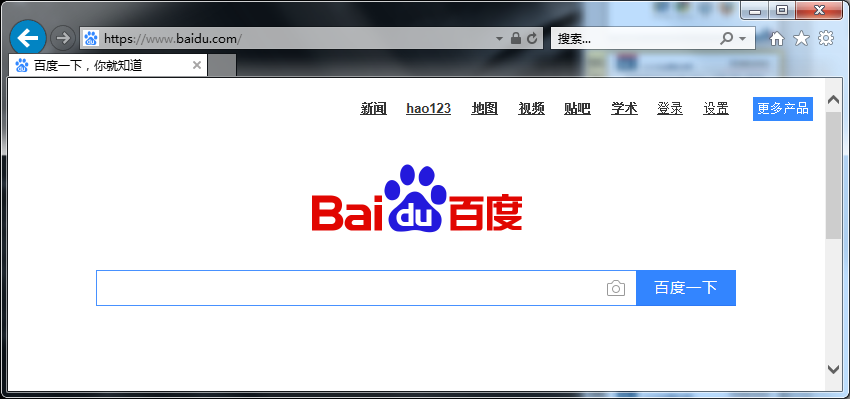 https://www.baidu.com/
搜索...
百度一下，你就知道
新闻 hao123 地图 视频 贴吧 学术 登录 设置 更多产品
Bai du 百度
百度一下